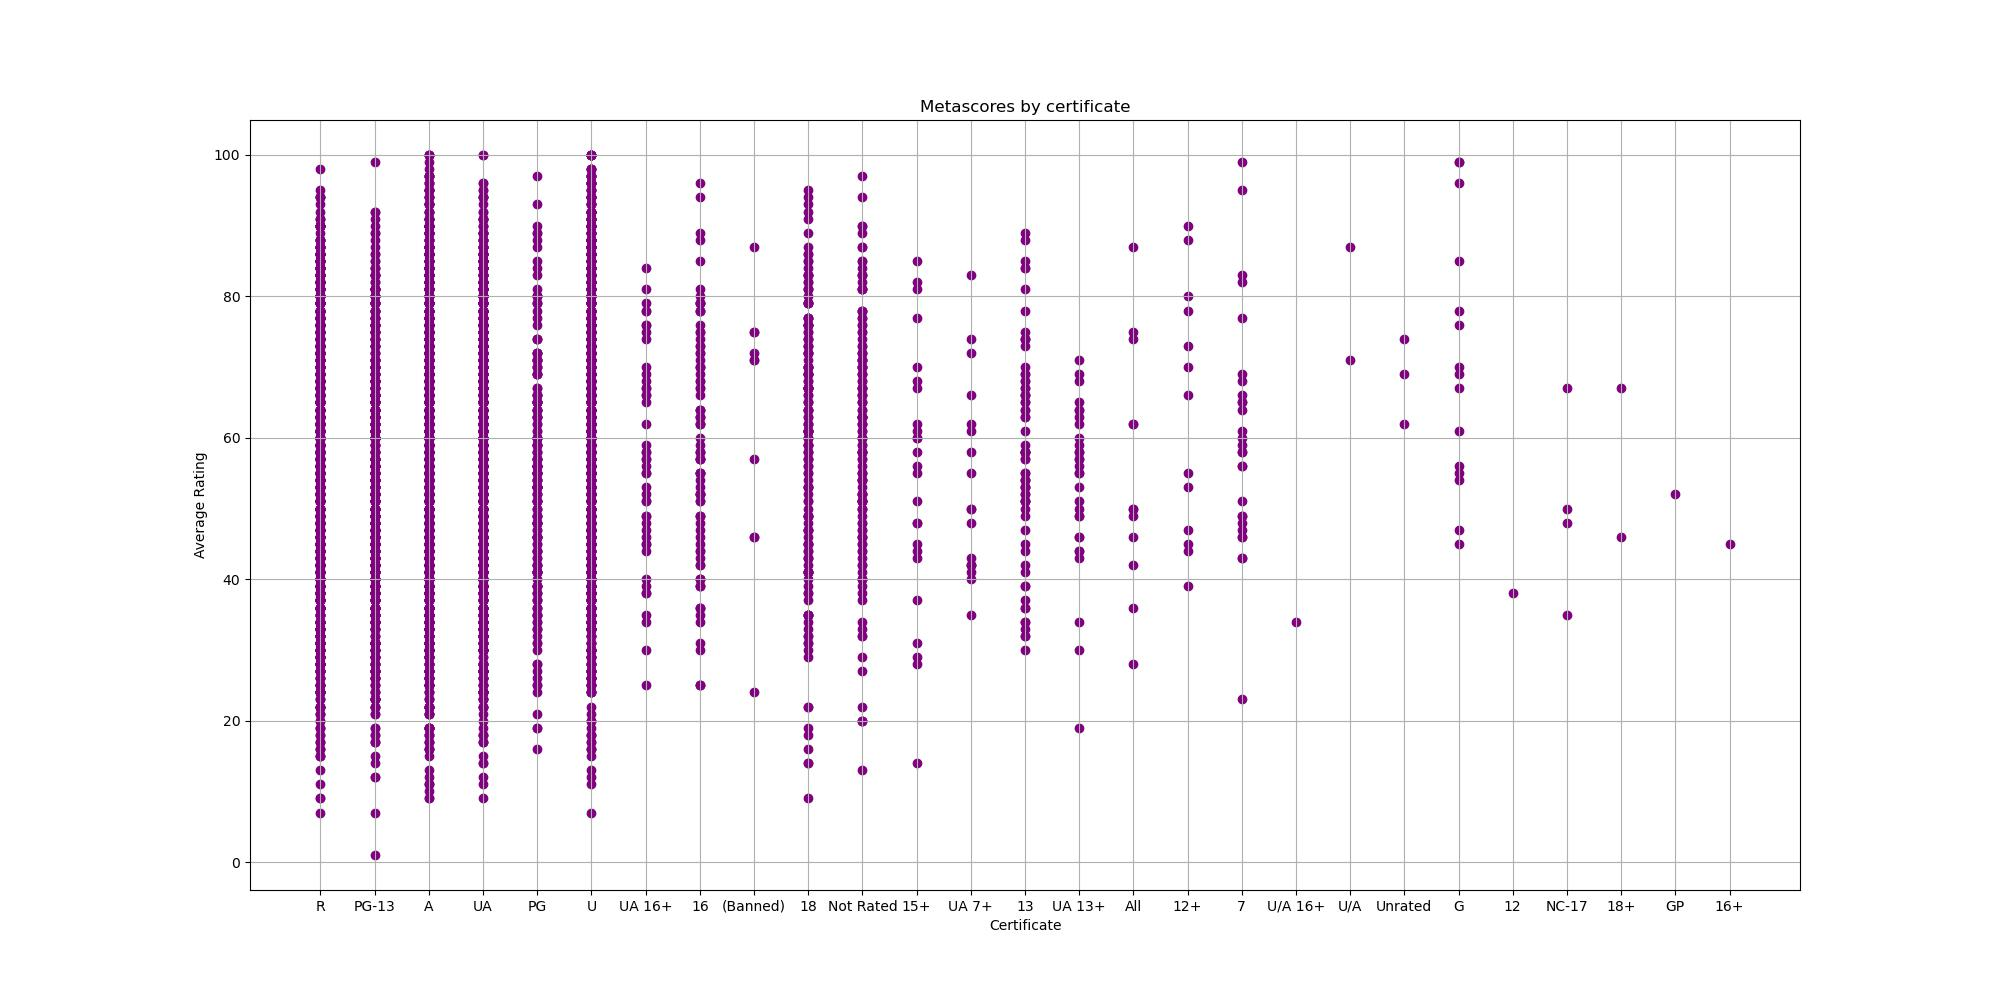 Metascores by certificate
100
80
60
40
20
0
Average Rating
R PG-13 A UA PG U UA 16+ 16 (Banned) 18 Not Rated 15+ UA 7+ 13 UA 13+ All 12+ 7 U/A 16+ U/A Unrated G 12 NC-17 18+ GP 16+
Certificate